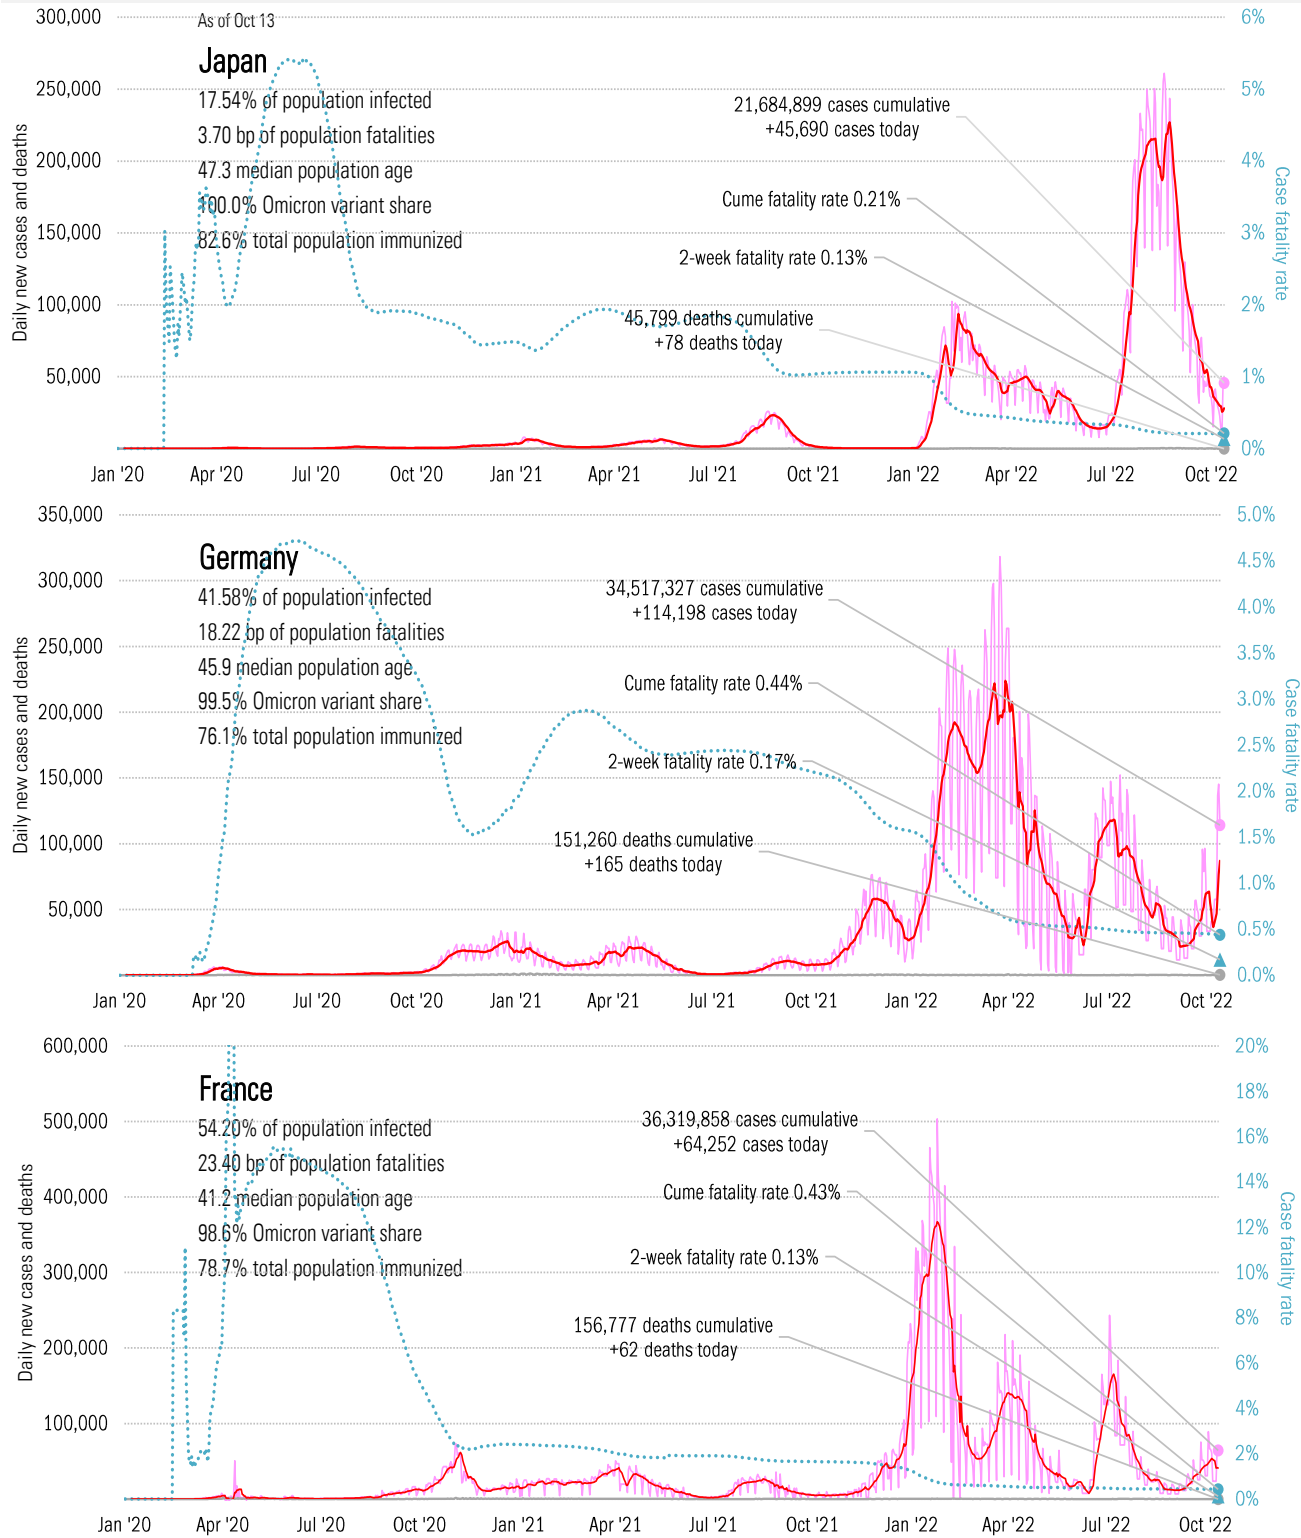 300,000
As of Oct 13
6%
Japan
250,000
5%
17.54% of population infected
21,684,899 cases cumulative
+45,690 cases today
3.70 bp of population fatalities
200,000
4%
47.3 median population age
Cume fatality rate 0.21%
100.0% Omicron variant share
150,000
3%
82.6% total population immunized
2-week fatality rate 0.13%
100,000
2%
45,799 deaths cumulative
+78 deaths today
50,000
1%
0%
Daily new cases and deaths
Case fatality rate
Jan '20 Apr '20 Jul '20 Oct '20 Jan '21 Apr '21 Jul '21 Oct '21 Jan '22 Apr '22 Jul '22 Oct '22
350,000
5.0%
Germany
4.5%
300,000
41.58% of population infected
34,517,327 cases cumulative
+114,198 cases today
4.0%
18.22 bp of population fatalities
250,000
3.5%
45.9 median population age
Cume fatality rate 0.44%
99.5% Omicron variant share
3.0%
200,000
76.1% total population immunized
2.5%
2-week fatality rate 0.17%
150,000
2.0%
151,260 deaths cumulative
+165 deaths today
100,000
1.5%
1.0%
50,000
0.5%
0.0%
Daily new cases and deaths
Case fatality rate
Jan '20 Apr '20 Jul '20 Oct '20 Jan '21 Apr '21 Jul '21 Oct '21 Jan '22 Apr '22 Jul '22 Oct '22
600,000
20%
France
18%
500,000
54.20% of population infected
36,319,858 cases cumulative
+64,252 cases today
16%
23.40 bp of population fatalities
14%
400,000
41.2 median population age
Cume fatality rate 0.43%
98.6% Omicron variant share
12%
300,000
78.7% total population immunized
2-week fatality rate 0.13%
10%
8%
156,777 deaths cumulative
+62 deaths today
200,000
6%
4%
100,000
2%
0%
Daily new cases and deaths
Case fatality rate
Jan '20 Apr '20 Jul '20 Oct '20 Jan '21 Apr '21 Jul '21 Oct '21 Jan '22 Apr '22 Jul '22 Oct '22